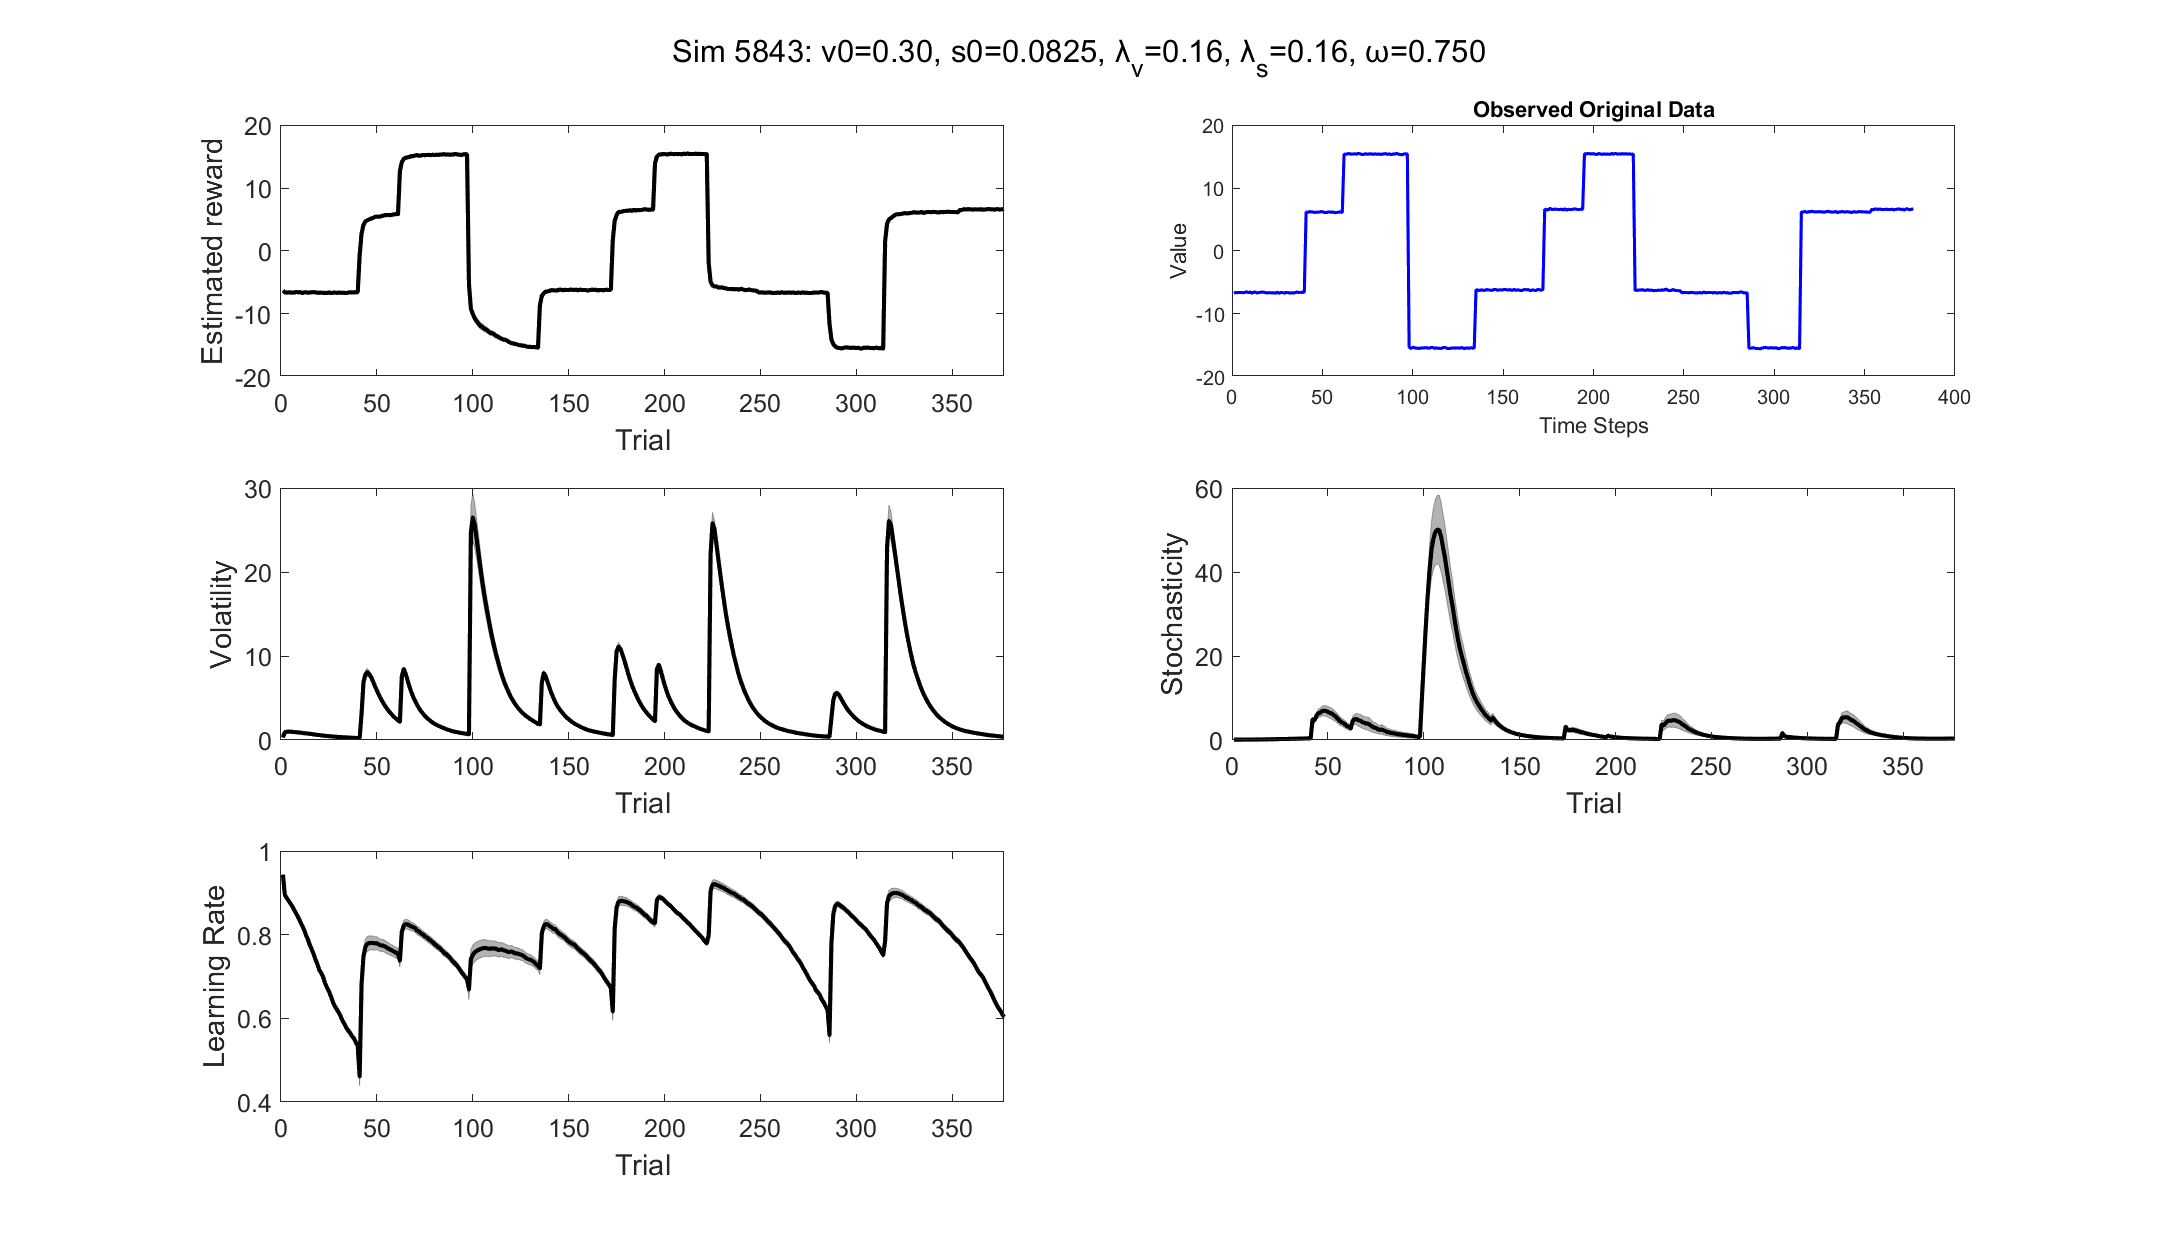 Sim 5843: v0=0.30, s0=0.0825, λ_v=0.16, λ_s=0.16, ω=0.750
Estimated reward
20
10
0
-10
-20
0 50 100 150 200 250 300 350
Trial
Observed Original Data
Value
20
10
0
-10
-20
0 50 100 150 200 250 300 350 400
Time Steps
Volatility
30
20
10
0
0 50 100 150 200 250 300 350
Trial
Stochasticity
60
40
20
0
0 50 100 150 200 250 300 350
Trial
Learning Rate
1
0.8
0.6
0.4
0 50 100 150 200 250 300 350
Trial